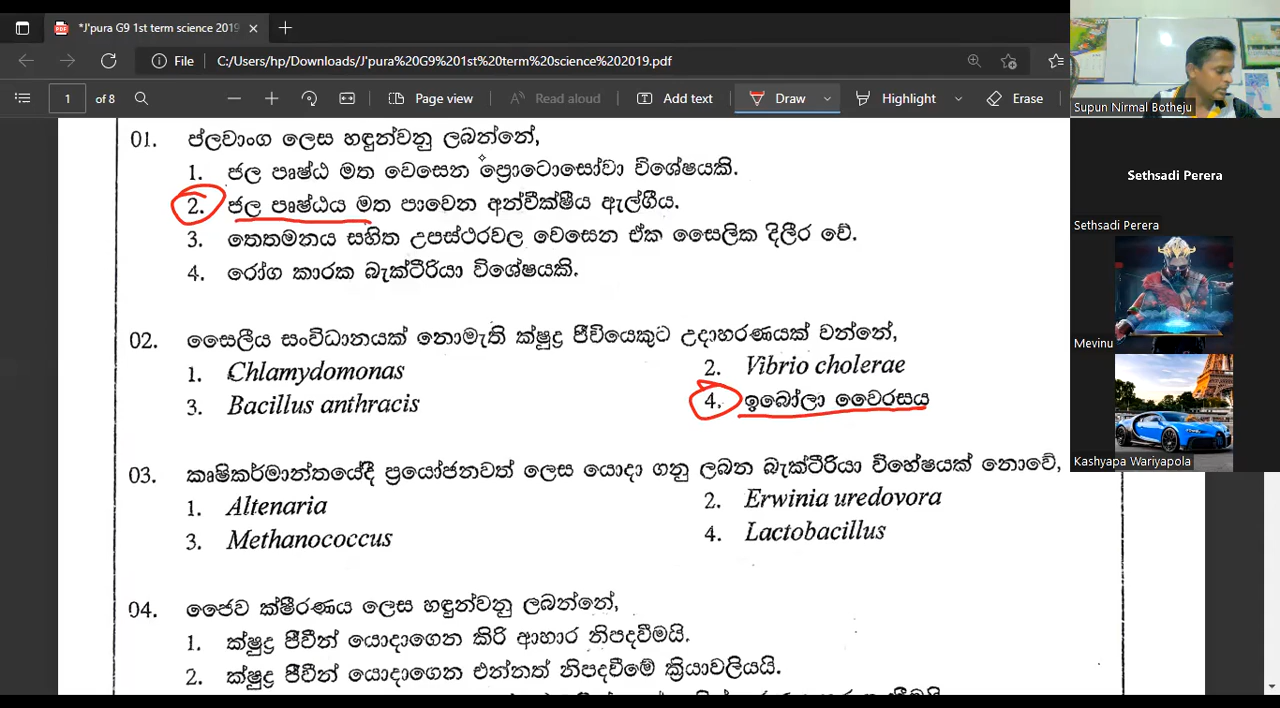 *J'pura G9 1st term science 2019
File C:/Users/hp/Downloads/J'pura%20G9%201st%20term%20science%202019.pdf
1 of 8 Page view Read aloud Add text Draw Highlight Erase
Supun Nirmal Botheju
Sethsadi Perera
Sethsadi Perera
Mevinu
Kashyapa Wariyapola
01. ප්ලවාංග ලෙස හඳුන්වනු ලබන්නේ,
1. ජල පෘෂ්ඨ මත වෙසෙන ප්‍රොටොසෝවා විශේෂයකි.
2. ජල පෘෂ්ඨය මත පාවෙන අන්වීක්ෂීය ඇල්ගීය.
3. තෙතමනය සහිත උපස්ථරවල වෙසෙන ඒක සෛලික දිලීර වේ.
4. රෝග කාරක බැක්ටීරියා විශේෂයකි.
02. සෛලීය සංවිධානයක් නොමැති ක්ෂුද්‍ර ජීවියෙකුට උදාහරණයක් වන්නේ,
1. Chlamydomonas 2. Vibrio cholerae
3. Bacillus anthracis 4. ඉබෝලා වෛරසය
03. කෘෂිකර්මාන්තයේදී ප්‍රයෝජනවත් ලෙස යොදා ගනු ලබන බැක්ටීරියා විහේෂයක් නොවේ,
1. Altenaria 2. Erwinia uredovora
3. Methanococcus 4. Lactobacillus
04. ජෛව ක්ෂීරණය ලෙස හඳුන්වනු ලබන්නේ,
1. ක්ෂුද්‍ර ජීවීන් යොදාගෙන කිරි ආහාර නිපදවීමයි.
2. ක්ෂුද්‍ර ජීවීන් යොදාගෙන එන්නත් නිපදවීමේ ක්‍රියාවලියයි.